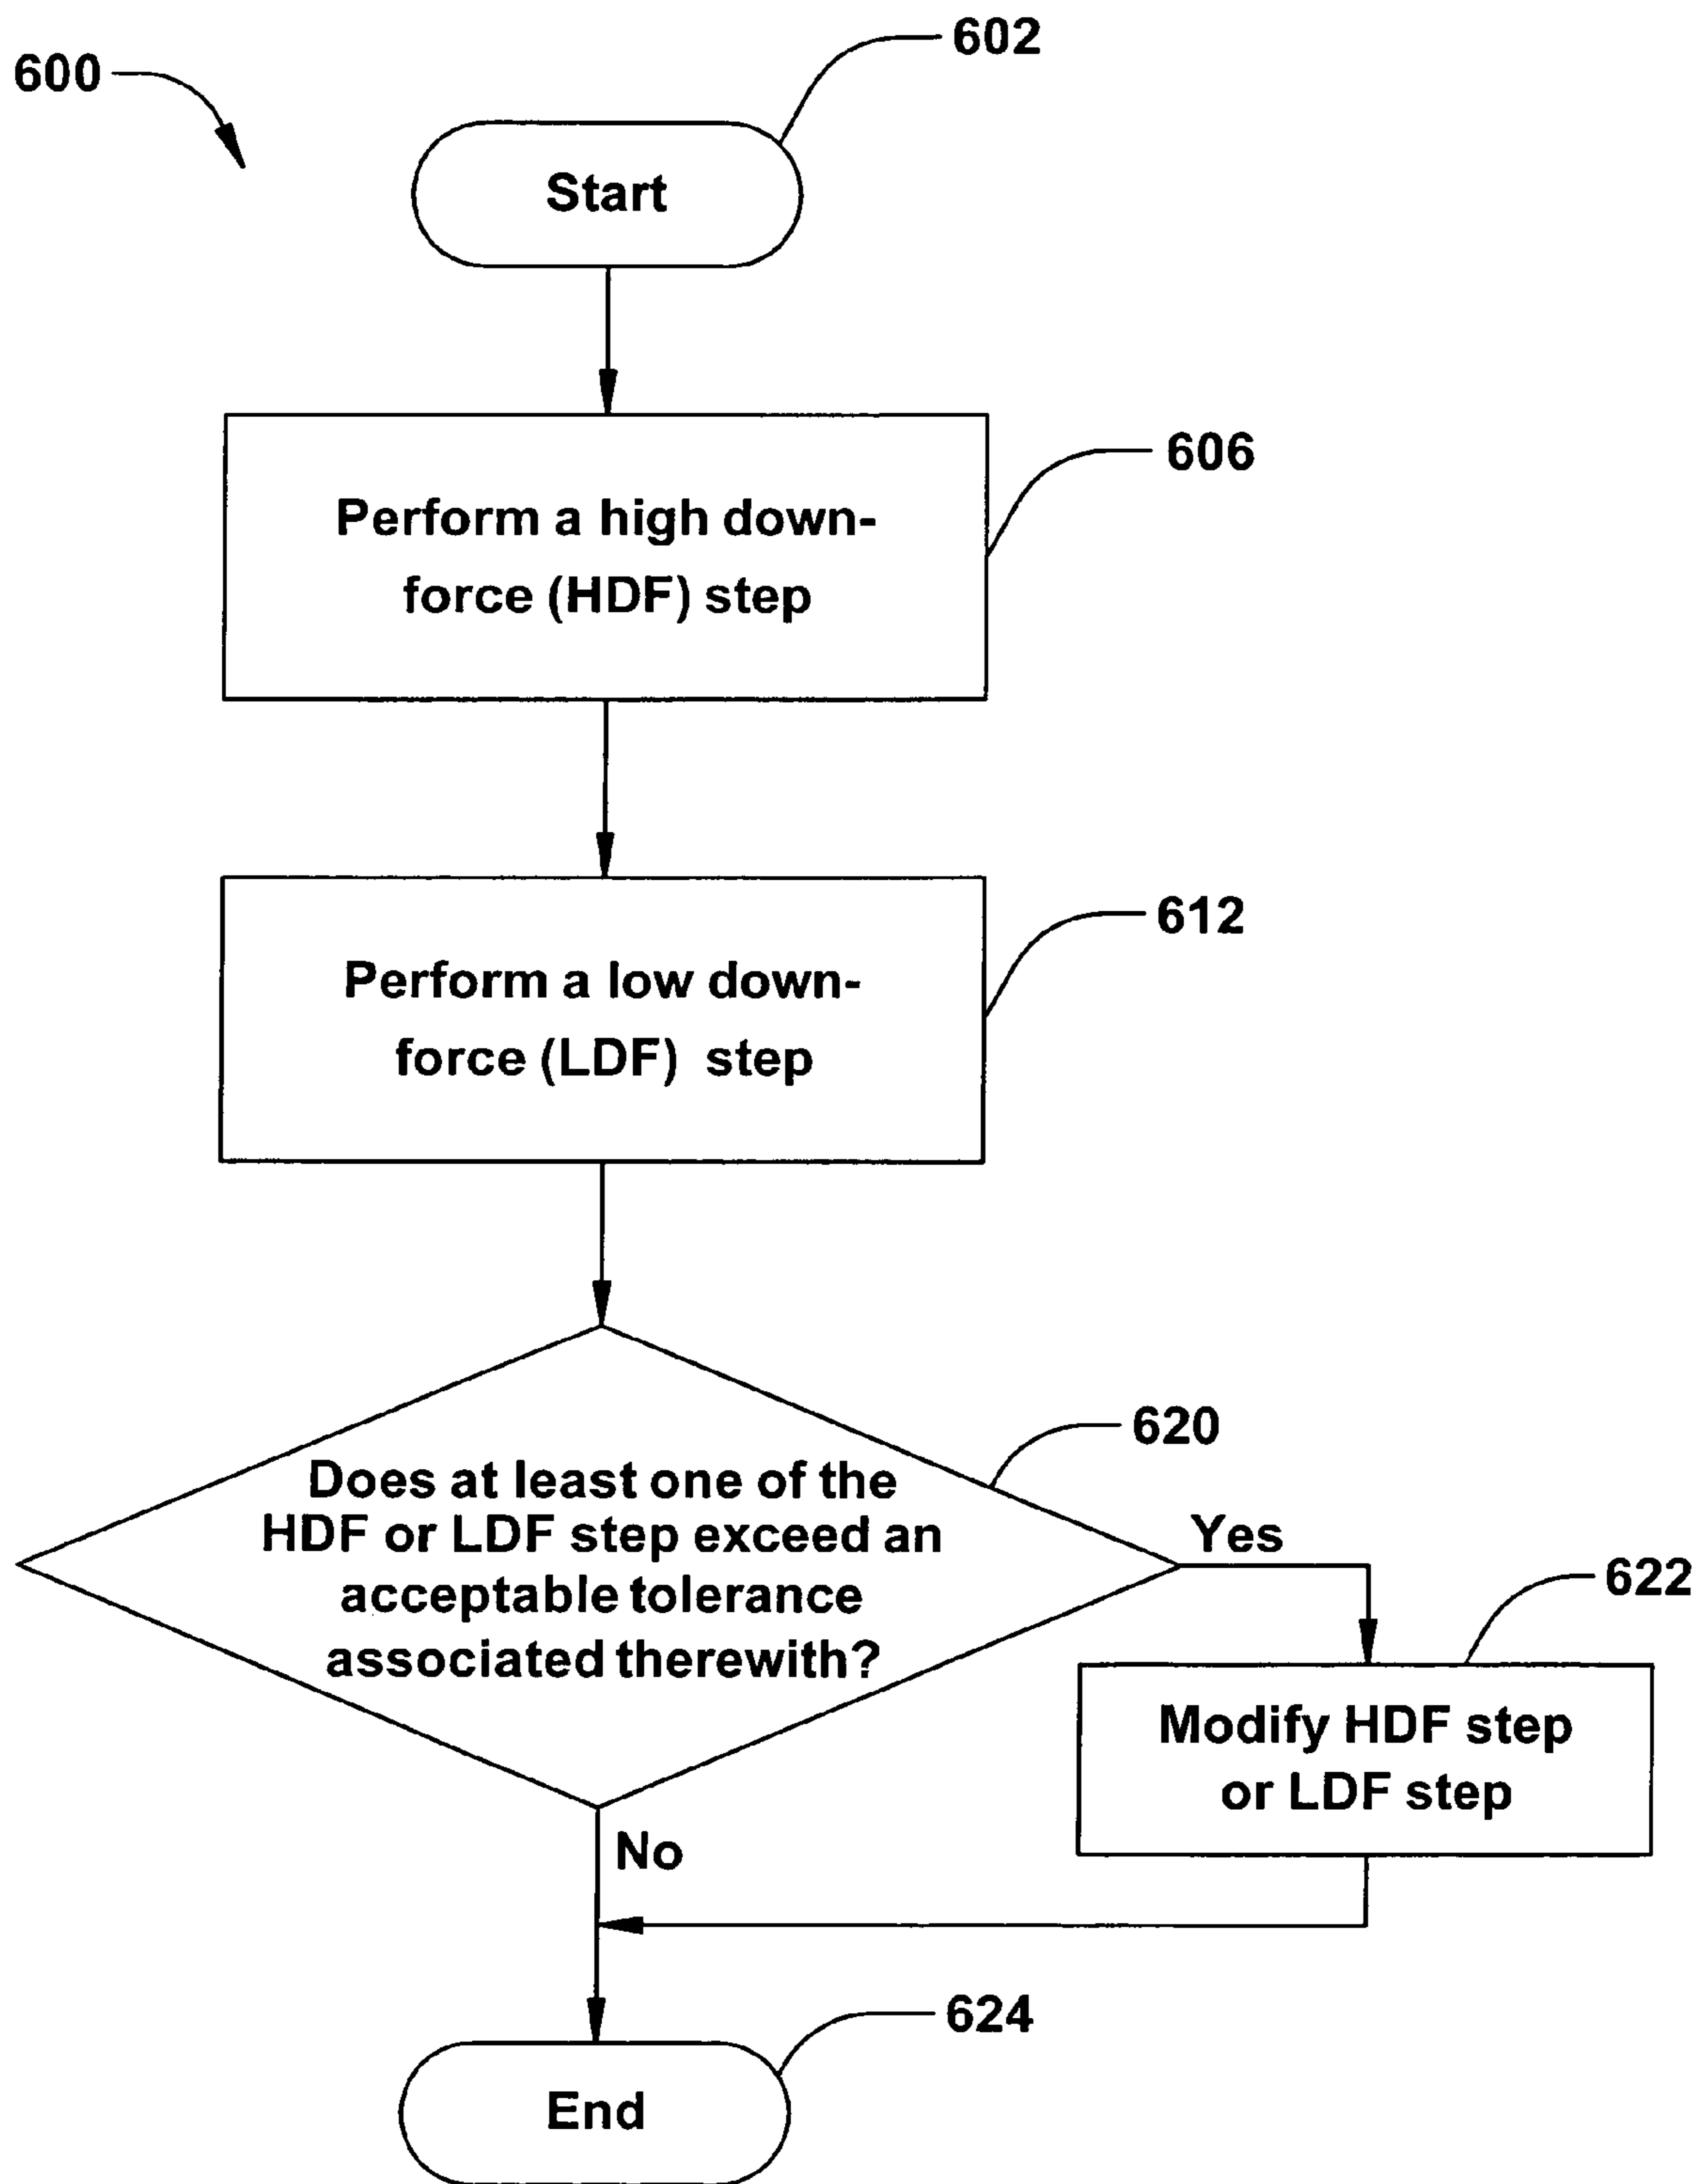 602
600
Start
606
Perform a high down-
force (HDF) step
612
Perform a low down-
force (LDF) step
620
Does at least one of the
HDF or LDF step exceed an
acceptable tolerance
associated therewith?
Yes
622
Modify HDF step
or LDF step
No
624
End